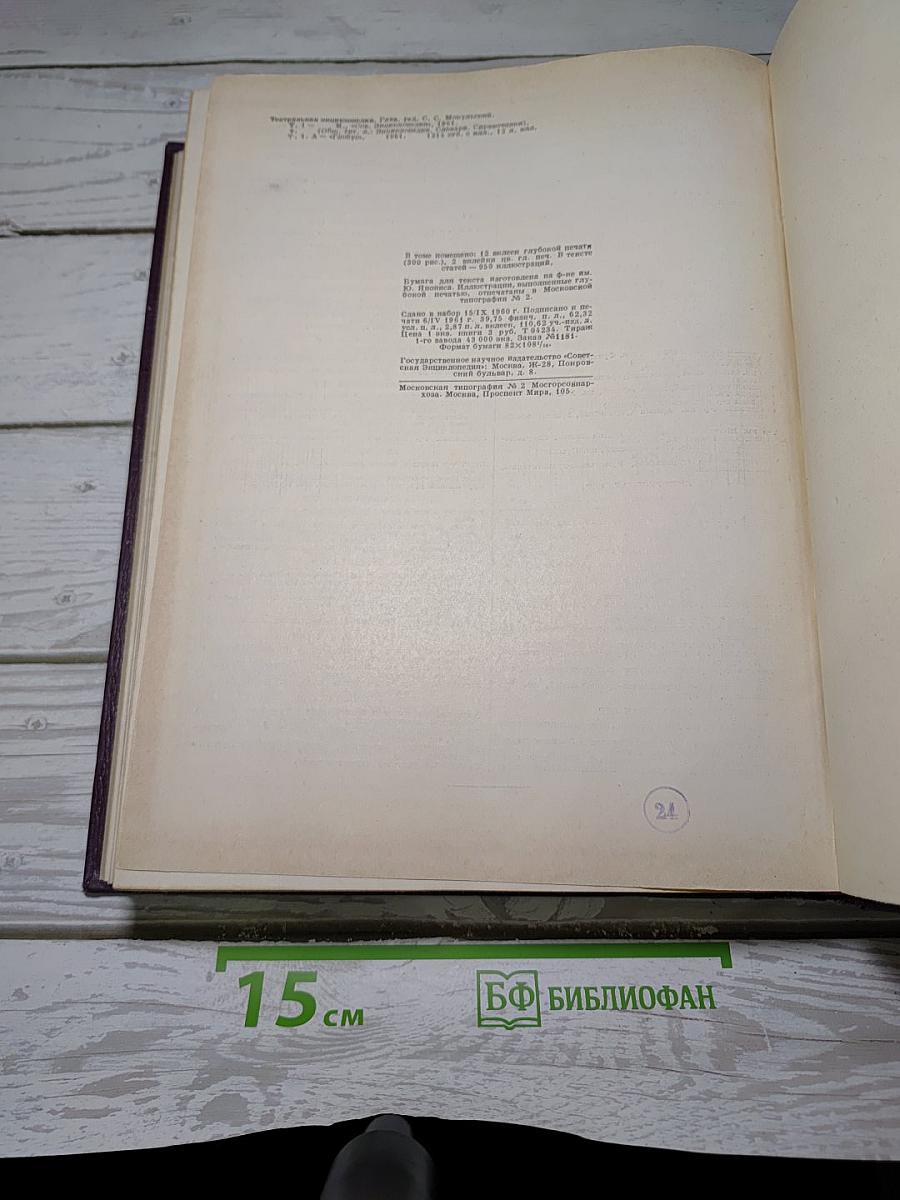 Театральная энциклопедия. Глав. ред. С. С. Мокульский.
Т. 1 — М., «Сов. Энциклопедия», 1961.
Энциклопедии. Словари. Справочники).
Т. 1. А — «Глобус», 1961. 1214 стб. с илл., 12 л. илл.
В томе помещено: 12 вклеек глубокой печати
(300 рис.), 2 вклейки цв. гл. печ. В тексте
статей — 950 иллюстраций.
Бумага для текста изготовлена на ф-ке им.
Ю. Янониса. Иллюстрации, выполненные глу-
бокой печатью, отпечатаны в Московской
типографии № 2.
Сдано в набор 15/IX 1960 г. Подписано к пе-
чати 6/IV 1961 г. 39,75 физич. п. л., 62,32
усл. п. л., 2,87 п. л. вклеек, 110,62 уч.-изд. л.
Цена 1 экз. книги 3 руб. Т 04234. Тираж
1-го завода 43 000 экз. Заказ №1181.
Формат бумаги 82×108¹/₁₆.
Государственное научное издательство «Совет-
ская Энциклопедия»: Москва, Ж-28, Покров-
ский бульвар, д. 8.
Московская типография № 2 Мосгорсовнар-
хоза. Москва, Проспект Мира, 105.
24
15 см
БФ БИБЛИОФАН